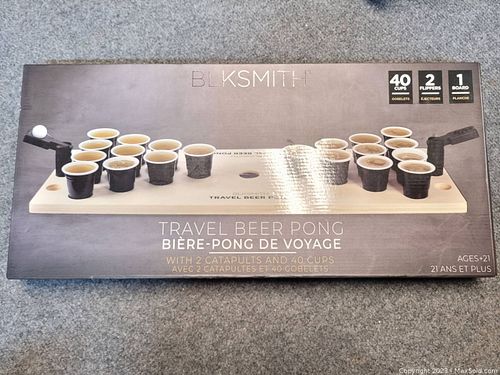 BLKSMITH
40 2 1
CUPS FLIPPERS BOARD
GOBELETS ÉJECTEURS PLANCHE
BEER PONG
TRAVEL BEER
TRAVEL BEER PONG
BIÈRE-PONG DE VOYAGE
WITH 2 CATAPULTS AND 40 CUPS
AVEC 2 CATAPULTES ET 40 GOBELETS
AGES+21
21 ANS ET PLUS
Copyright 2023 - MaxSold.com